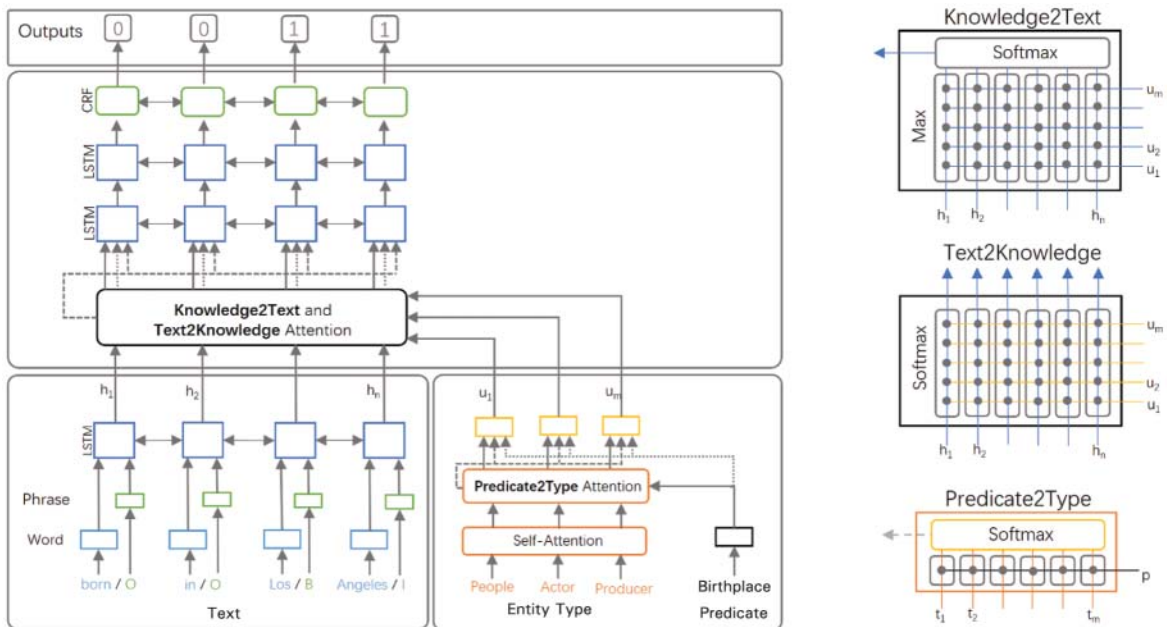 Outputs
0 0 1 1
CRF
LSTM
LSTM
Knowledge2Text and
Text2Knowledge Attention
h1 h2 hn
LSTM
Phrase
Word
born / O in / O Los / B Angeles / I
Text
u1 um
Predicate2Type Attention
Self-Attention
People Actor Producer
Entity Type
Birthplace
Predicate
Knowledge2Text
Softmax
Max
um
u2
u1
h1 h2 hn
Text2Knowledge
Softmax
um
u2
u1
h1 h2 hn
Predicate2Type
Softmax
p
t1 t2 tm